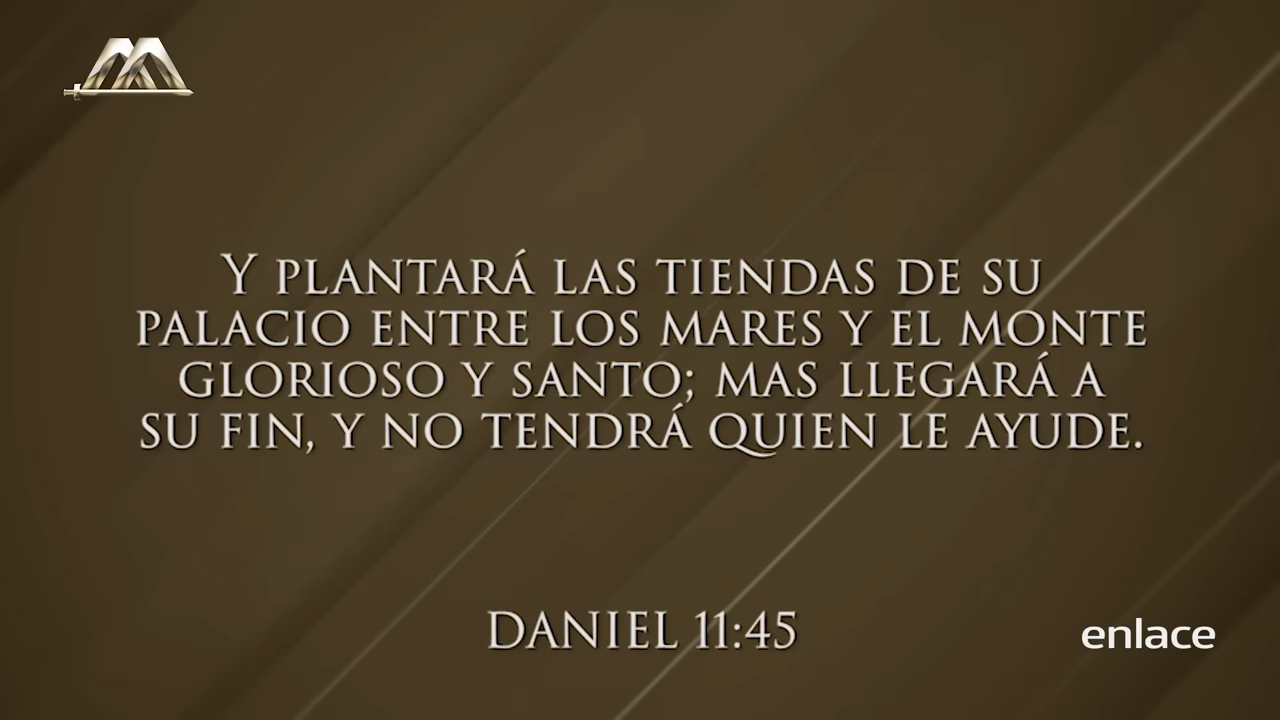 Y PLANTARÁ LAS TIENDAS DE SU
PALACIO ENTRE LOS MARES Y EL MONTE
GLORIOSO Y SANTO; MAS LLEGARÁ A
SU FIN, Y NO TENDRÁ QUIEN LE AYUDE.
DANIEL 11:45
enlace